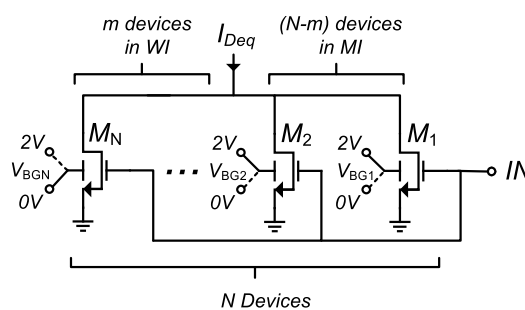 m devices
in WI
I_Deq
(N-m) devices
in MI
M_N
M_2
M_1
2V
V_BGN
0V
...
2V
V_BG2
0V
2V
V_BG1
0V
IN
N Devices